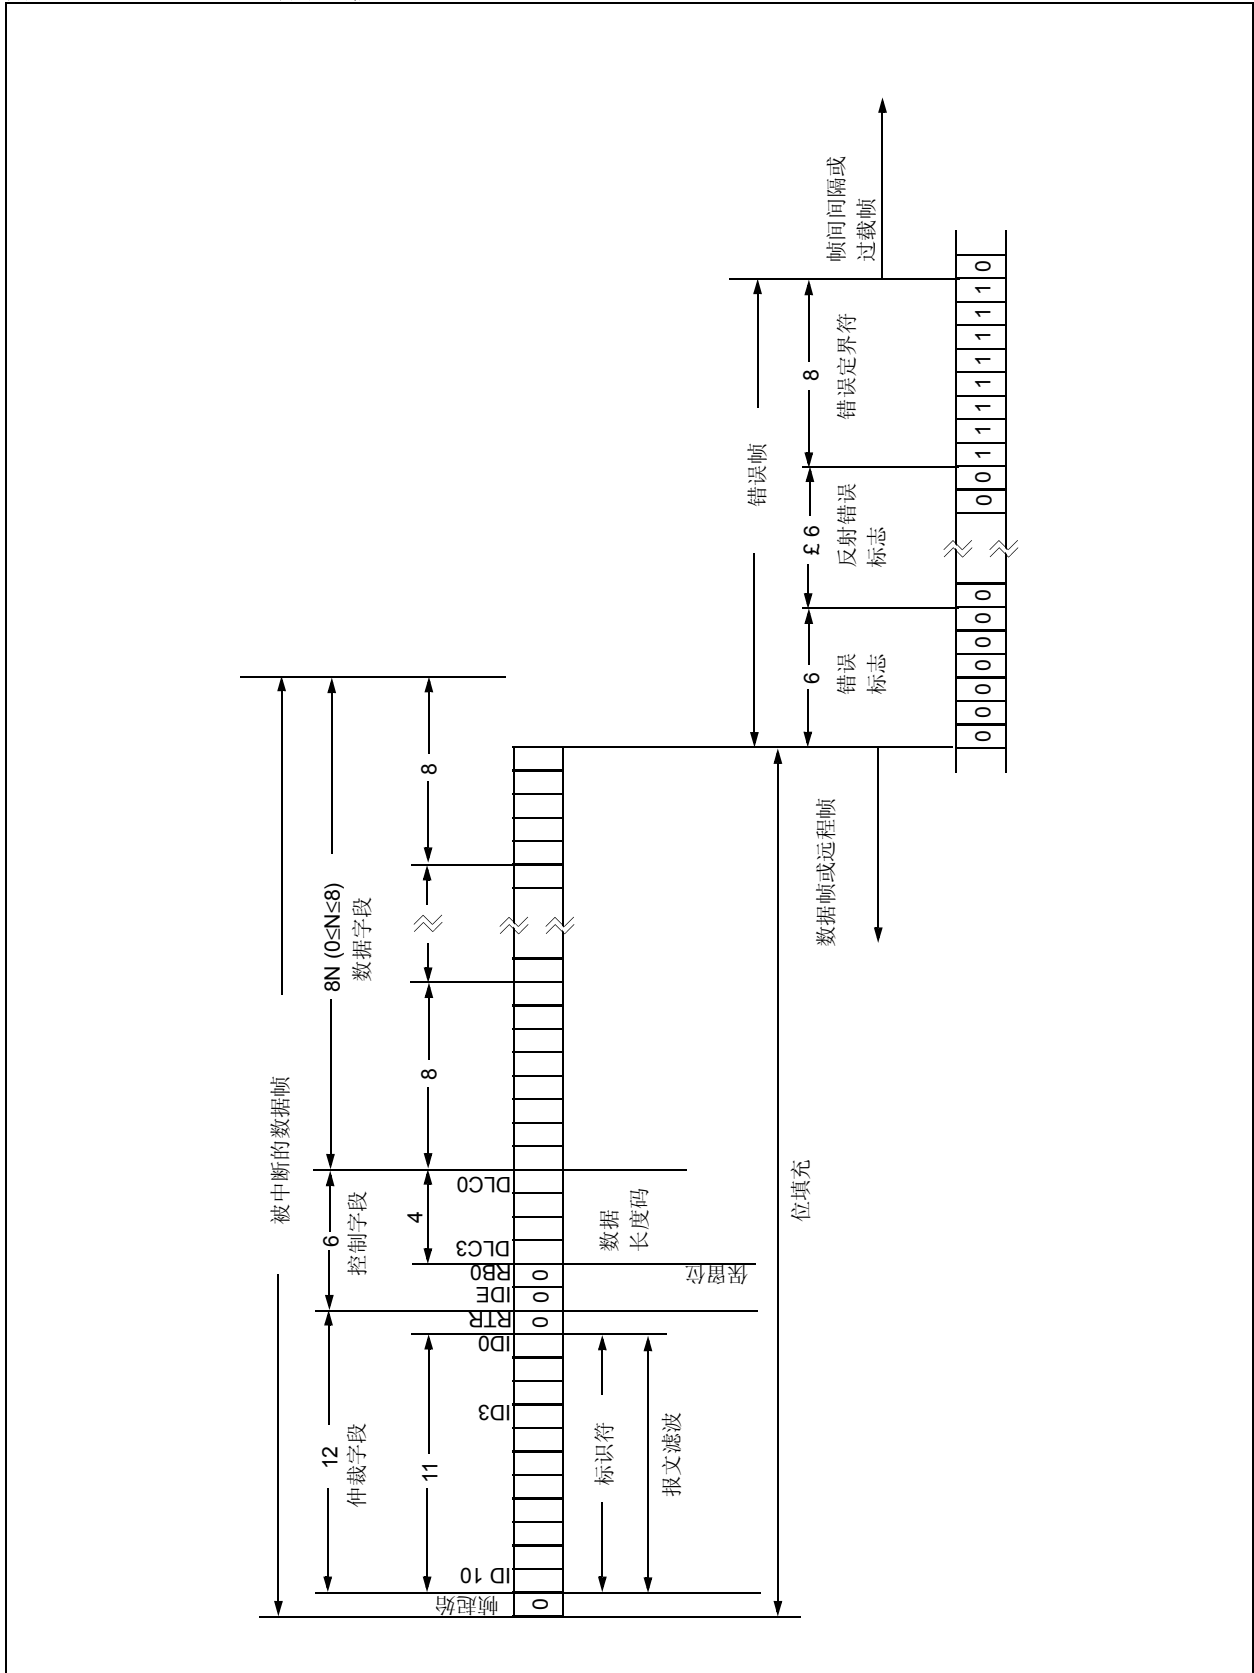 被中断的数据帧
12
仲裁字段
6
控制字段
8N (0≤N≤8)
数据字段
11
4
8
8
帧起始
ID 10
ID3
ID0
RTR
IDE
RB0
DLC3
DLC0
0
0
0
0
标识符
报文滤波
数据
长度码
保留位
位填充
数据帧或远程帧
错误帧
6
错误
标志
£ 6
反射错误
标志
8
错误定界符
帧间间隔或
过载帧
0 0 0 0 0 0 0
0 0 1 1 1 1 1 1 1 1 0